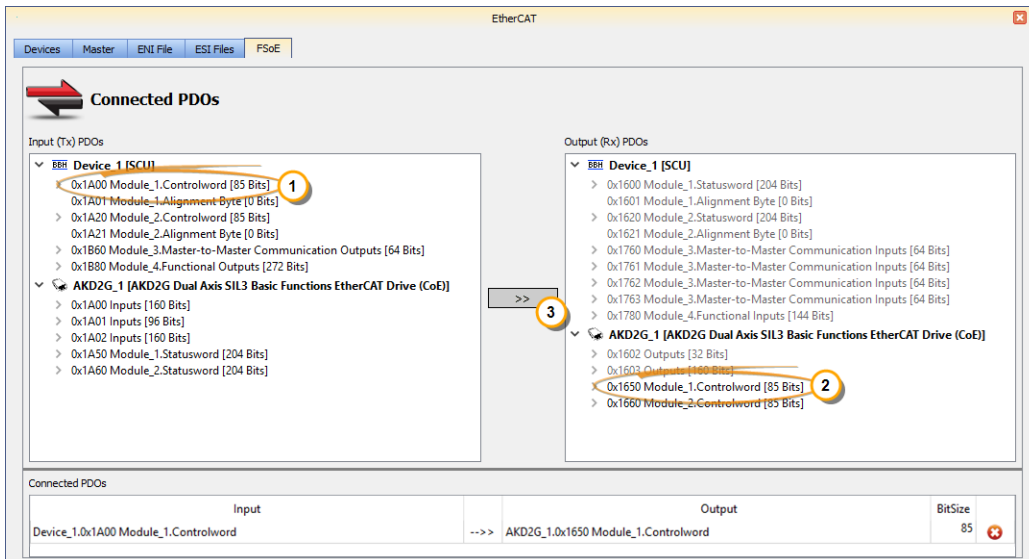 EtherCAT
Devices Master ENI File ESI Files FSoE
Connected PDOs
Input (Tx) PDOs
BBH Device_1 [SCU]
0x1A00 Module_1.Controlword [85 Bits]
1
0x1A01 Module_1.Alignment Byte [0 Bits]
0x1A20 Module_2.Controlword [85 Bits]
0x1A21 Module_2.Alignment Byte [0 Bits]
0x1B60 Module_3.Master-to-Master Communication Outputs [64 Bits]
0x1B80 Module_4.Functional Outputs [272 Bits]
AKD2G_1 [AKD2G Dual Axis SIL3 Basic Functions EtherCAT Drive (CoE)]
0x1A00 Inputs [160 Bits]
0x1A01 Inputs [96 Bits]
0x1A02 Inputs [160 Bits]
0x1A50 Module_1.Statusword [204 Bits]
0x1A60 Module_2.Statusword [204 Bits]
>>
3
Output (Rx) PDOs
BBH Device_1 [SCU]
0x1600 Module_1.Statusword [204 Bits]
0x1601 Module_1.Alignment Byte [0 Bits]
0x1620 Module_2.Statusword [204 Bits]
0x1621 Module_2.Alignment Byte [0 Bits]
0x1760 Module_3.Master-to-Master Communication Inputs [64 Bits]
0x1761 Module_3.Master-to-Master Communication Inputs [64 Bits]
0x1762 Module_3.Master-to-Master Communication Inputs [64 Bits]
0x1763 Module_3.Master-to-Master Communication Inputs [64 Bits]
0x1780 Module_4.Functional Inputs [144 Bits]
AKD2G_1 [AKD2G Dual Axis SIL3 Basic Functions EtherCAT Drive (CoE)]
0x1602 Outputs [32 Bits]
0x1603 Outputs [160 Bits]
0x1650 Module_1.Controlword [85 Bits]
2
0x1660 Module_2.Controlword [85 Bits]
Connected PDOs
Input Output BitSize
Device_1.0x1A00 Module_1.Controlword -->> AKD2G_1.0x1650 Module_1.Controlword 85